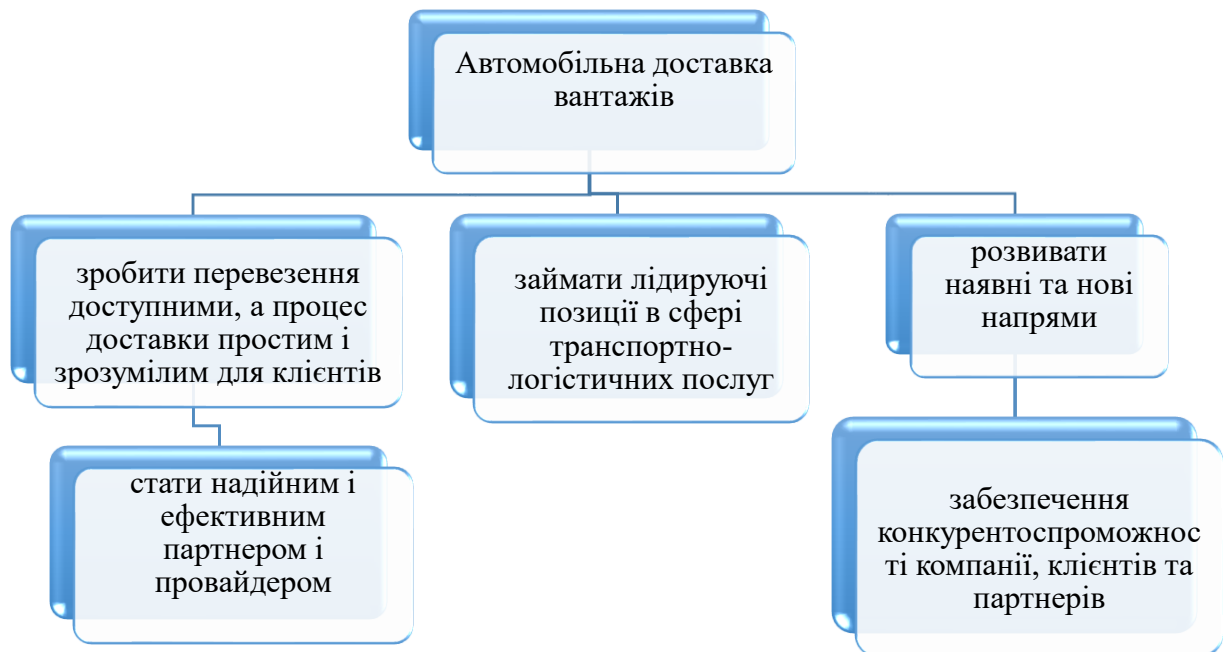 Автомобільна доставка
вантажів
зробити перевезення
доступними, а процес
доставки простим і
зрозумілим для клієнтів
займати лідируючі
позиції в сфері
транспортно-
логістичних послуг
розвивати
наявні та нові
напрями
стати надійним і
ефективним
партнером і
провайдером
забезпечення
конкурентоспроможнос
ті компанії, клієнтів та
партнерів